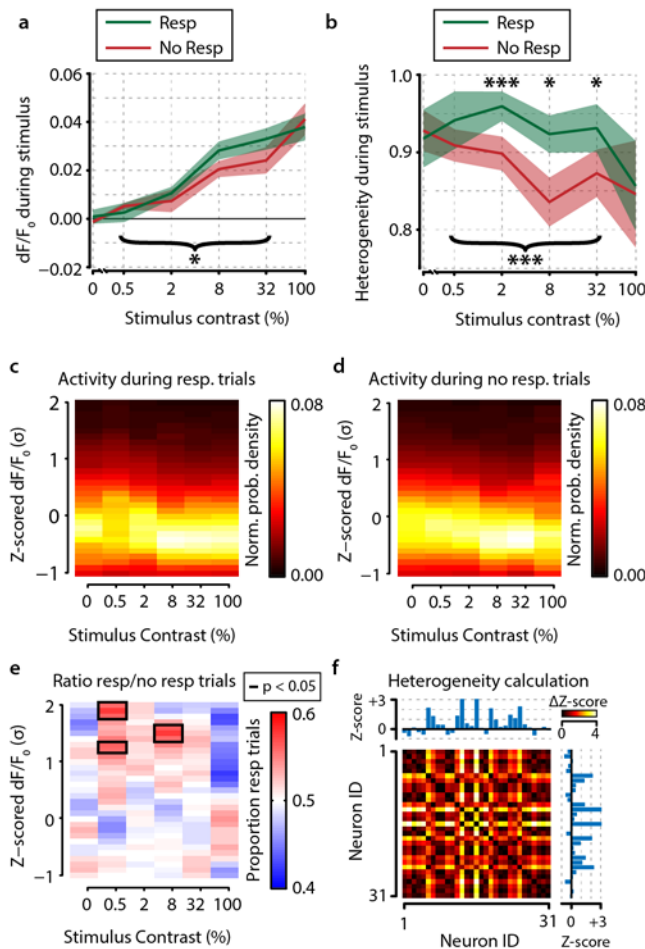 a
Resp
No Resp
dF/F0 during stimulus
0.06
0.04
0.02
0.00
−0.02
*
0 0.5 2 8 32 100
Stimulus contrast (%)
b
Resp
No Resp
Heterogeneity during stimulus
1.0
0.9
0.8
*** * *
***
0 0.5 2 8 32 100
Stimulus contrast (%)
c
Activity during resp. trials
Z-scored dF/F0 (σ)
2
1
0
−1
0 0.5 2 8 32 100
Stimulus Contrast (%)
Norm. prob. density
0.08
0.00
d
Activity during no resp. trials
Z−scored dF/F0 (σ)
2
1
0
−1
0 0.5 2 8 32 100
Stimulus Contrast (%)
Norm. prob. density
0.08
0.00
e
Ratio resp/no resp trials
p < 0.05
Z−scored dF/F0 (σ)
2
1
0
−1
0 0.5 2 8 32 100
Stimulus Contrast (%)
Proportion resp trials
0.6
0.5
0.4
f
Heterogeneity calculation
Z-score
+3
0
ΔZ-score
0 4
Neuron ID
1
31
1 31
Neuron ID
0 +3
Z-score